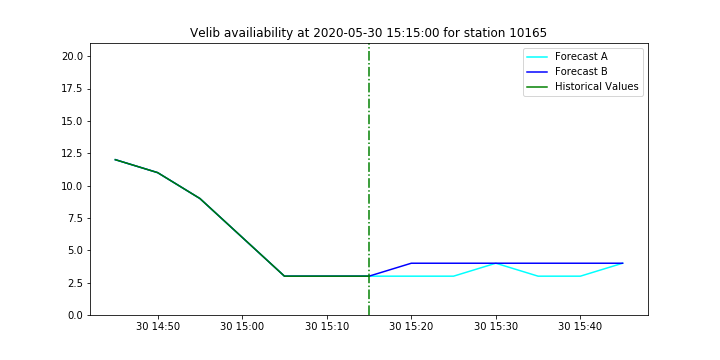 Velib availiability at 2020-05-30 15:15:00 for station 10165
Forecast A
Forecast B
Historical Values
20.0
17.5
15.0
12.5
10.0
7.5
5.0
2.5
0.0
30 14:50 30 15:00 30 15:10 30 15:20 30 15:30 30 15:40